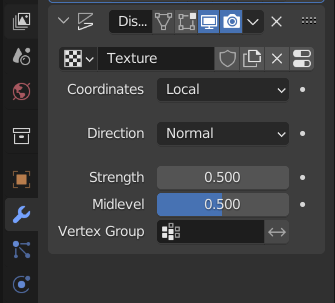 Dis...
Texture
Coordinates Local
Direction Normal
Strength 0.500
Midlevel 0.500
Vertex Group